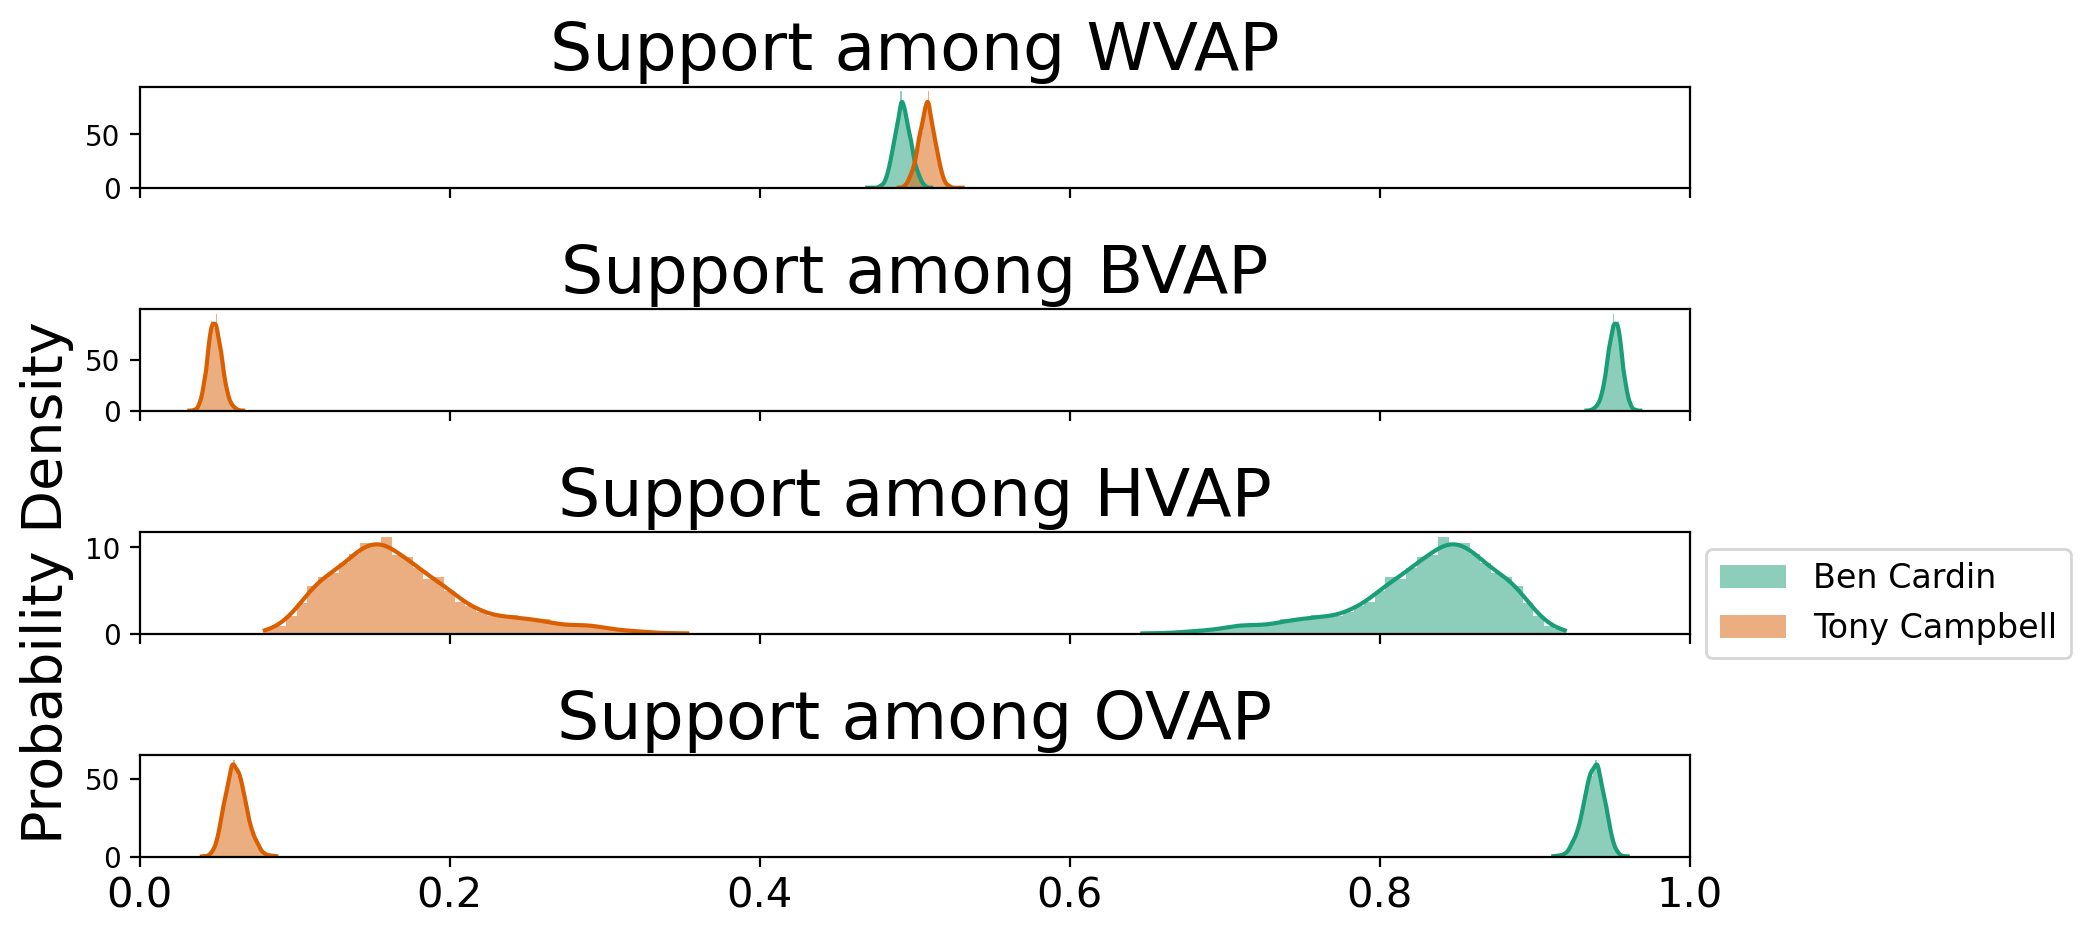 Support among WVAP
50
0
Support among BVAP
50
0
Support among HVAP
10
0
Support among OVAP
50
0
0.0 0.2 0.4 0.6 0.8 1.0
Probability Density
Ben Cardin
Tony Campbell